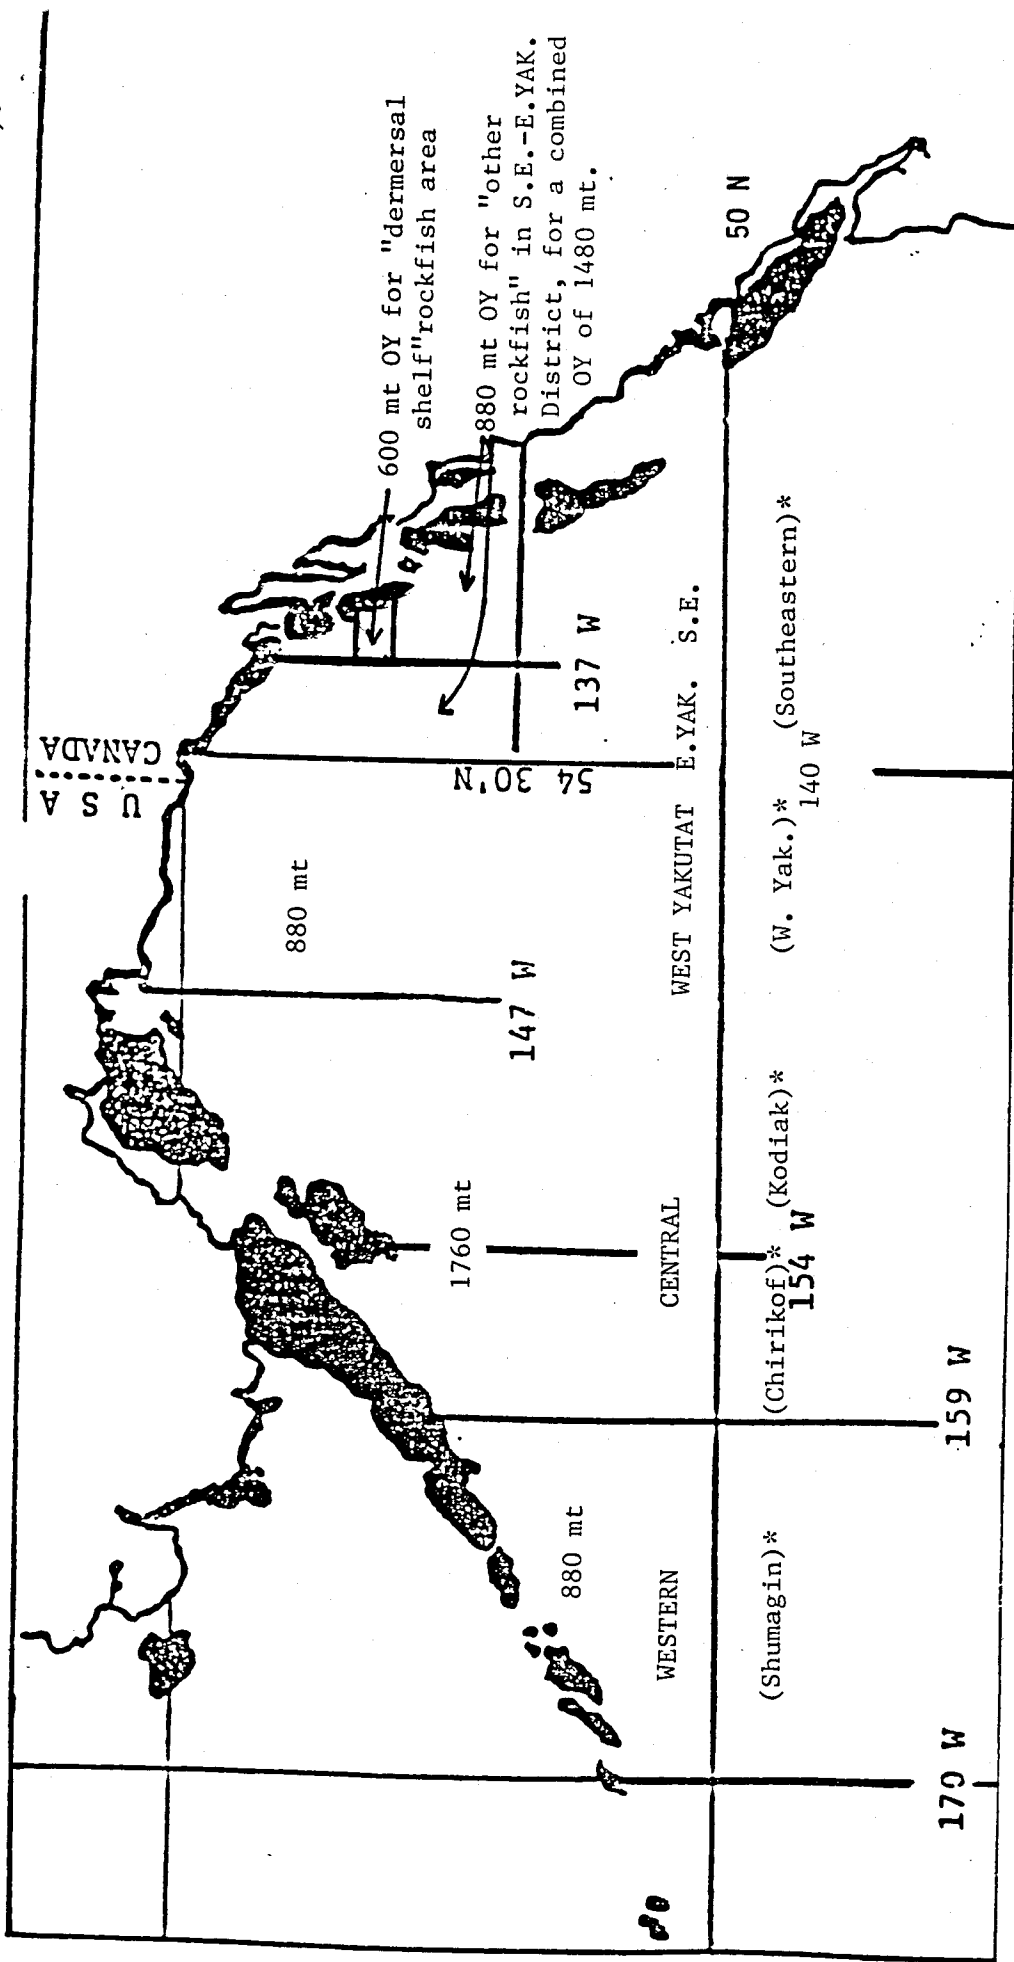 CANADA
U S A
600 mt OY for "dermersal
shelf"rockfish area
880 mt OY for "other
rockfish" in S.E.-E.YAK.
District, for a combined
OY of 1480 mt.
880 mt
1760 mt
880 mt
50 N
54 30'N
137 W
147 W
WESTERN
CENTRAL
WEST YAKUTAT
E.YAK.
S.E.
(Shumagin)*
(Chirikof)*
(Kodiak)*
(W. Yak.)*
(Southeastern)*
140 W
154 W
159 W
170 W